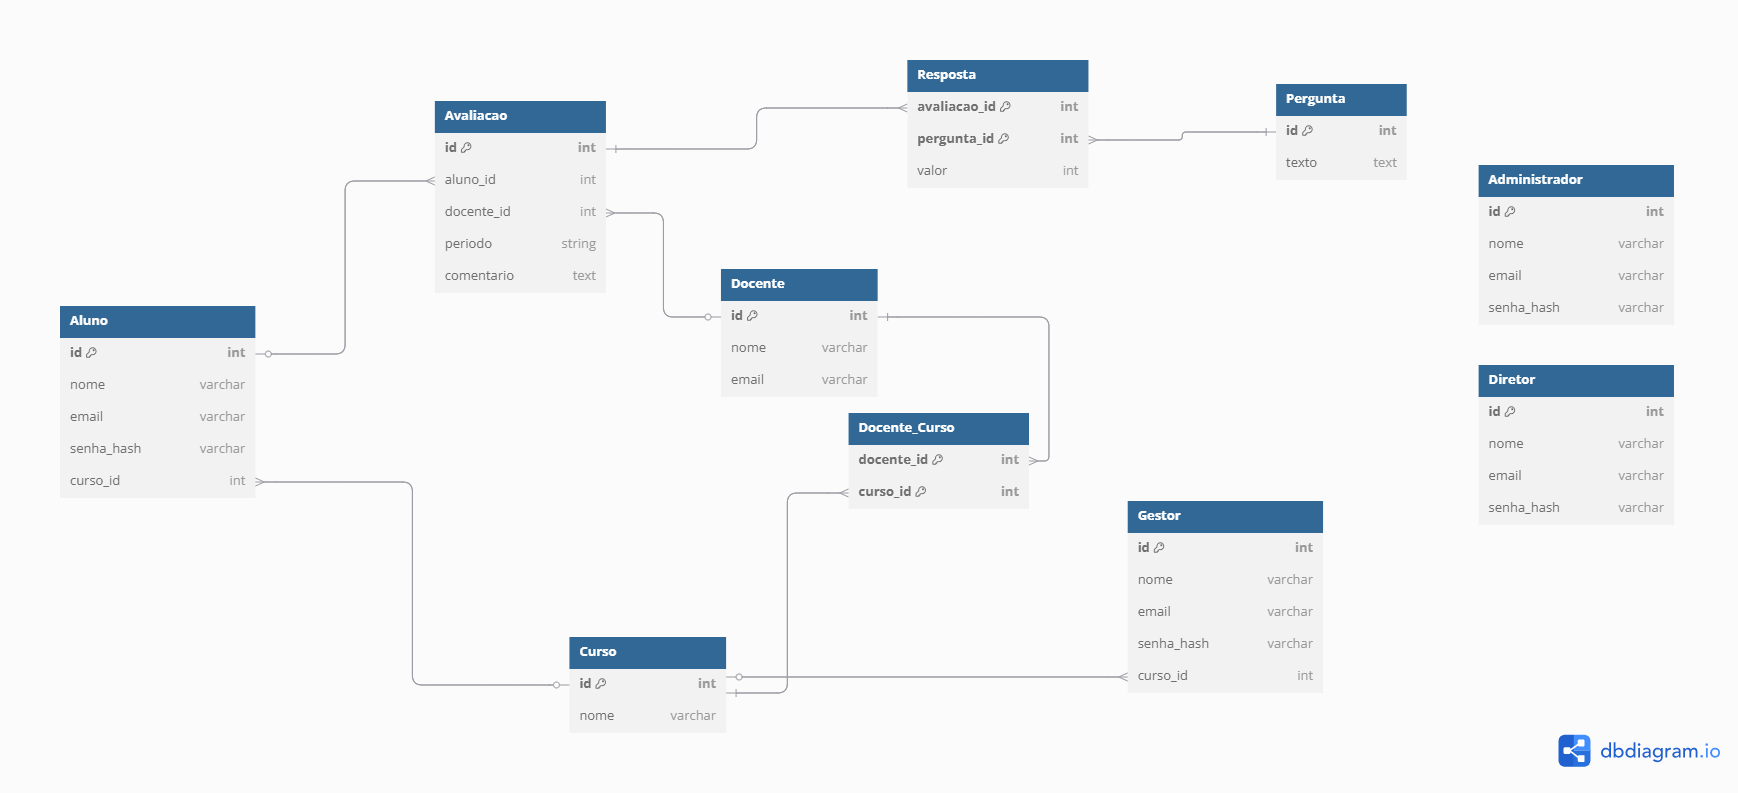 Resposta
avaliacao_id int
pergunta_id int
valor int
Pergunta
id int
texto text
Avaliacao
id int
aluno_id int
docente_id int
periodo string
comentario text
Administrador
id int
nome varchar
email varchar
senha_hash varchar
Docente
id int
nome varchar
email varchar
Aluno
id int
nome varchar
email varchar
senha_hash varchar
curso_id int
Diretor
id int
nome varchar
email varchar
senha_hash varchar
Docente_Curso
docente_id int
curso_id int
Gestor
id int
nome varchar
email varchar
senha_hash varchar
curso_id int
Curso
id int
nome varchar
dbdiagram.io